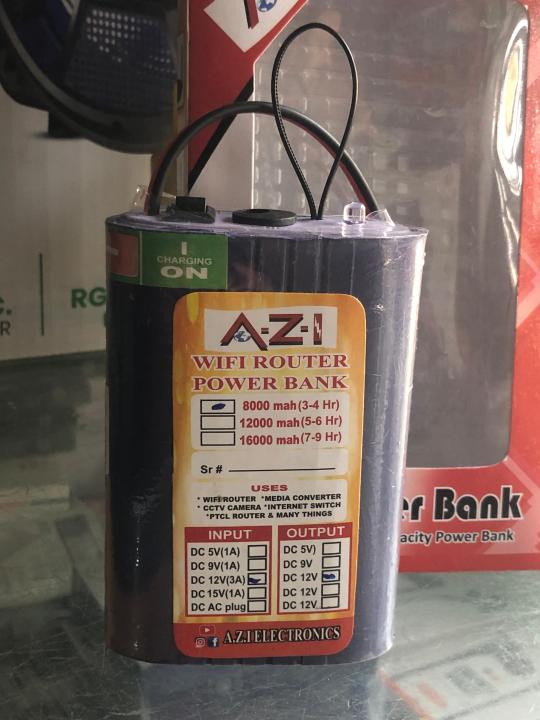 I
CHARGING
ON
A-Z-I
WIFI ROUTER
POWER BANK
8000 mah (3-4 Hr)
12000 mah (5-6 Hr)
16000 mah (7-9 Hr)
Sr #
USES
* WIFI ROUTER *MEDIA CONVERTER
* CCTV CAMERA *INTERNET SWITCH
*PTCL ROUTER & MANY THINGS
INPUT
DC 5V(1A)
DC 9V(1A)
DC 12V(3A)
DC 15V(1A)
DC AC plug
OUTPUT
DC 5V)
DC 9V
DC 12V
DC 12V
DC 12V
A.Z.I ELECTRONICS
er Bank
acity Power Bank
RG